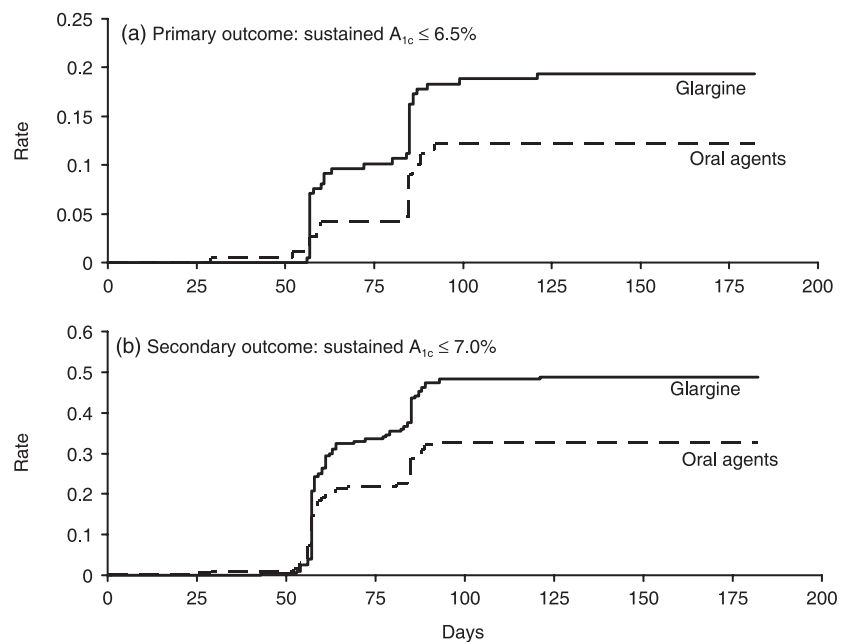 0.25
(a) Primary outcome: sustained A1c ≤ 6.5%
0.2
Glargine
0.15
Rate
Oral agents
0.1
0.05
0
0 25 50 75 100 125 150 175 200
0.6
(b) Secondary outcome: sustained A1c ≤ 7.0%
0.5
Glargine
0.4
Rate
Oral agents
0.3
0.2
0.1
0
0 25 50 75 100 125 150 175 200
Days